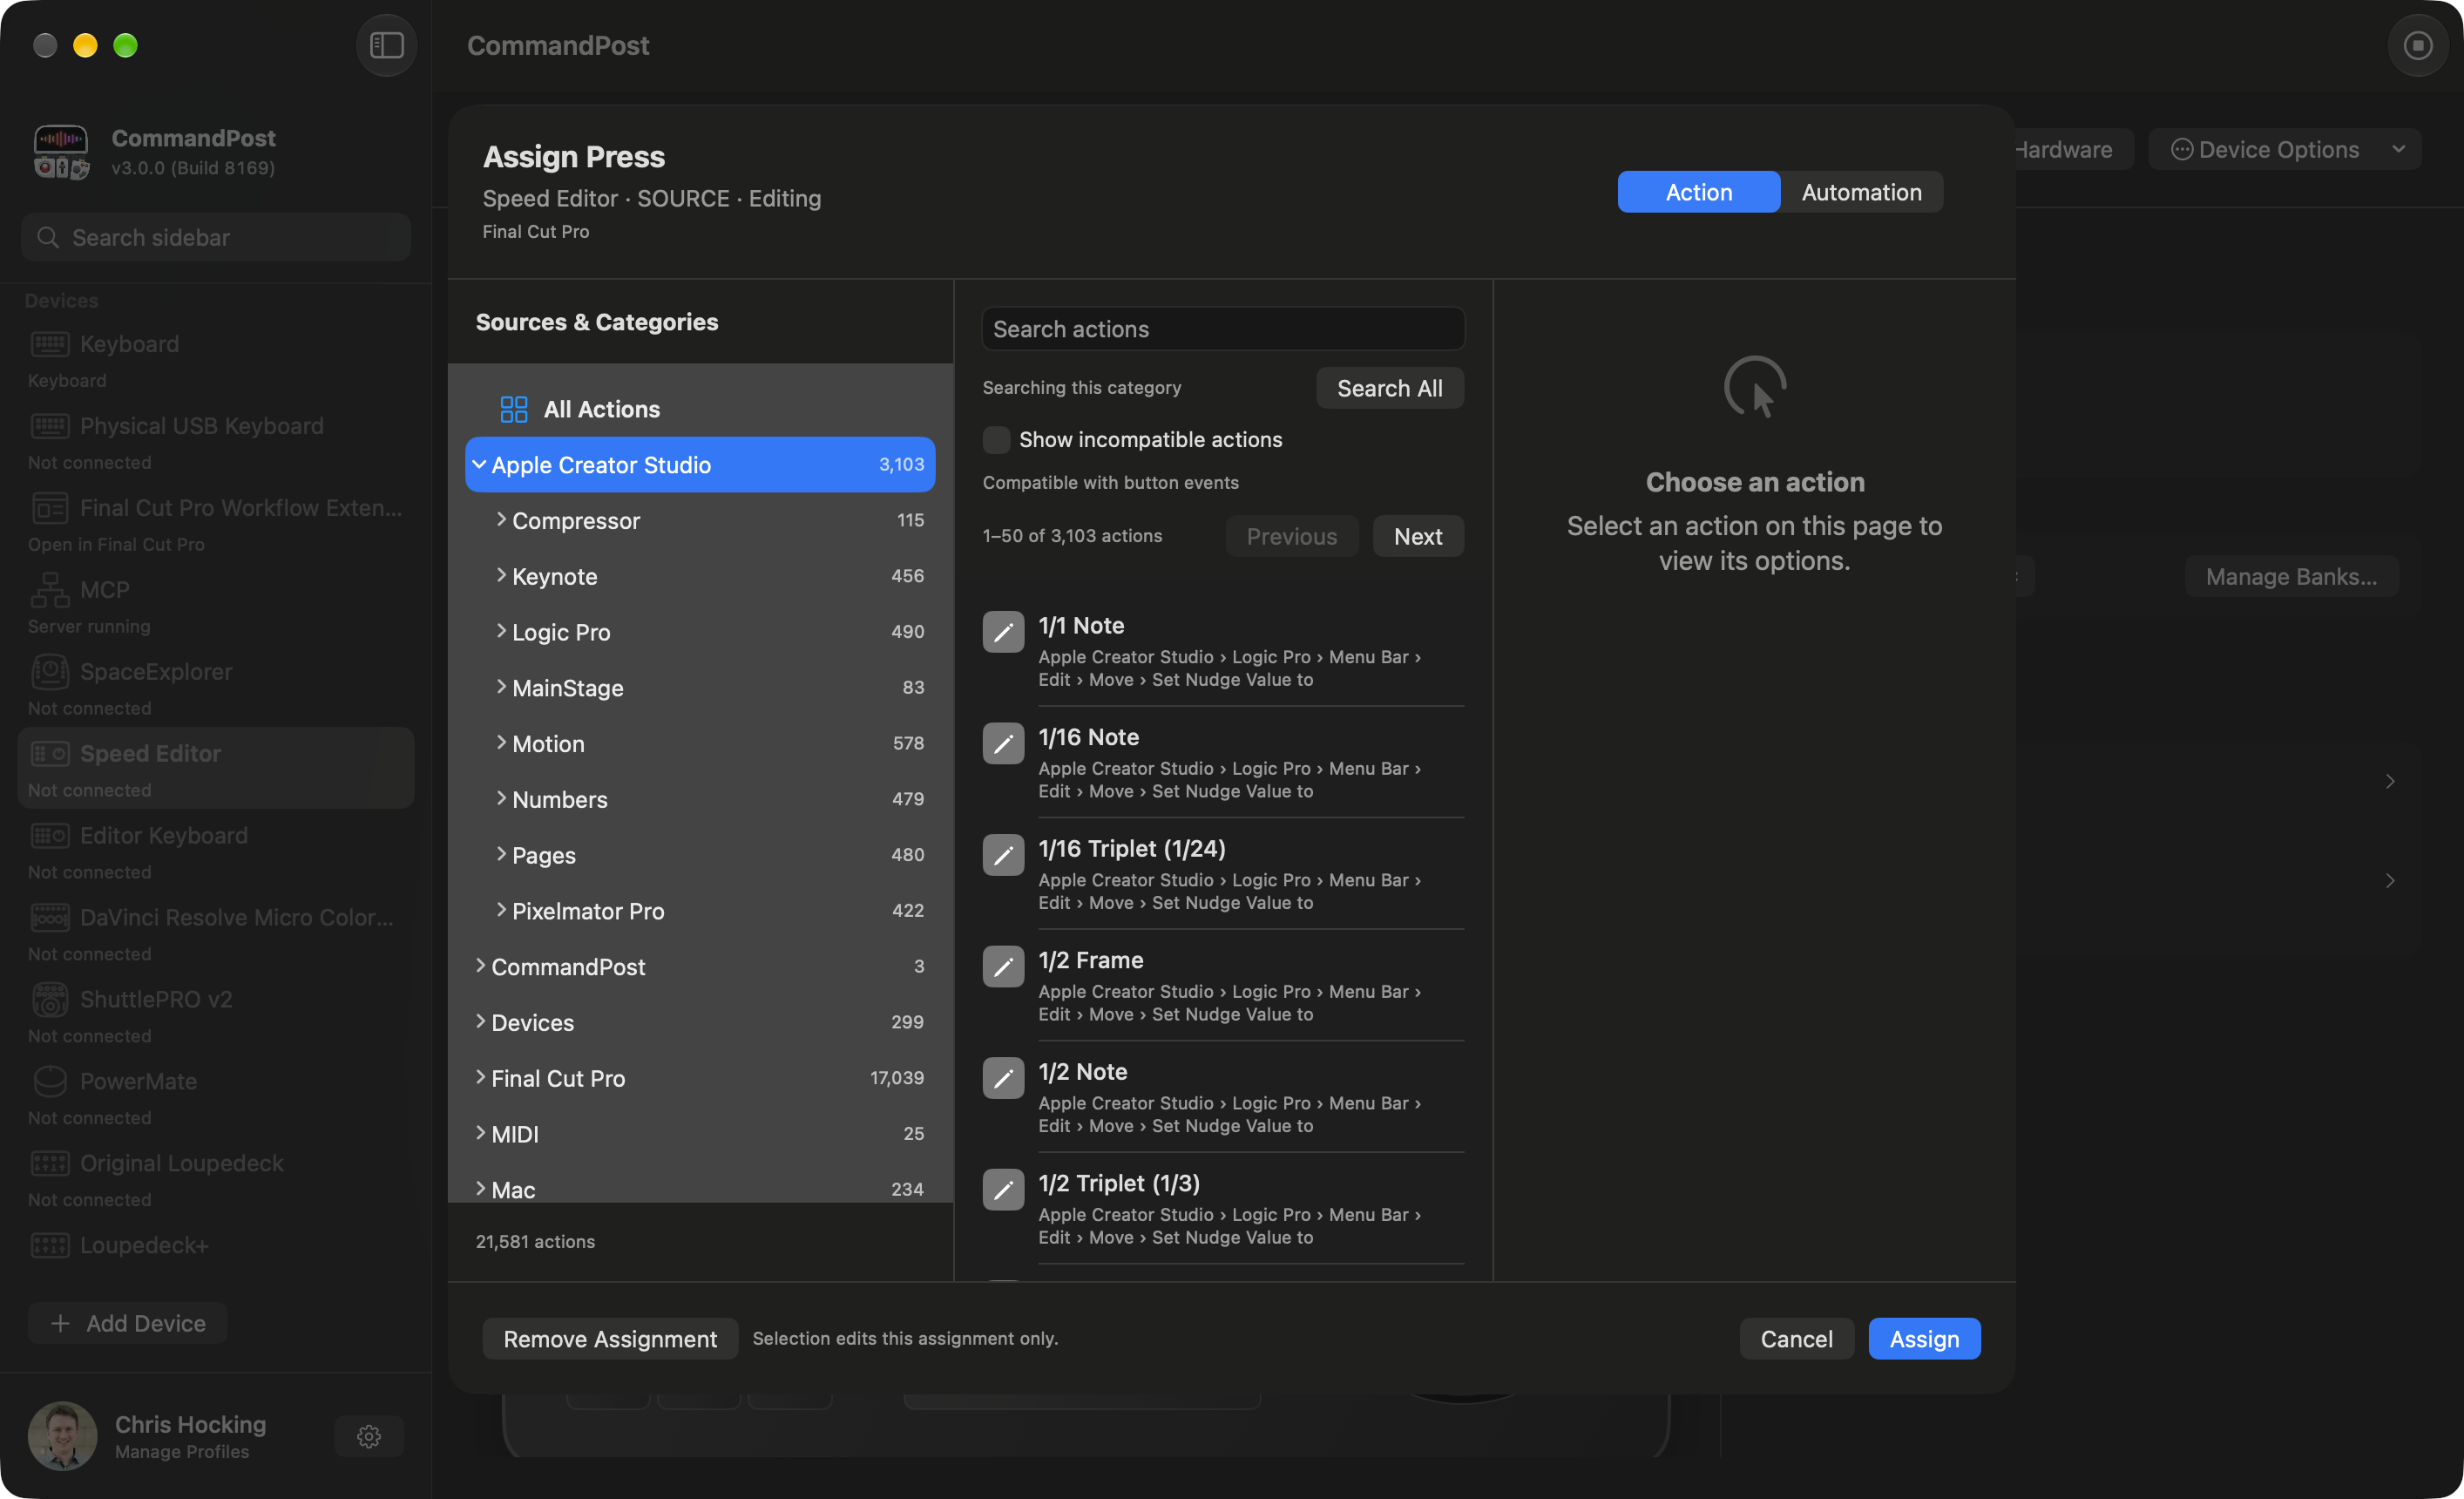 CommandPost
CommandPost
v3.0.0 (Build 8169)
Search sidebar
Devices
Keyboard
Keyboard
Physical USB Keyboard
Not connected
Final Cut Pro Workflow Exten...
Open in Final Cut Pro
MCP
Server running
SpaceExplorer
Not connected
Speed Editor
Not connected
Editor Keyboard
Not connected
DaVinci Resolve Micro Color...
Not connected
ShuttlePRO v2
Not connected
PowerMate
Not connected
Original Loupedeck
Not connected
Loupedeck+
Add Device
Chris Hocking
Manage Profiles
Hardware
Device Options
Manage Banks...
Assign Press
Speed Editor · SOURCE · Editing
Final Cut Pro
Action
Automation
Sources & Categories
All Actions
Apple Creator Studio 3,103
Compressor 115
Keynote 456
Logic Pro 490
MainStage 83
Motion 578
Numbers 479
Pages 480
Pixelmator Pro 422
CommandPost 3
Devices 299
Final Cut Pro 17,039
MIDI 25
Mac 234
21,581 actions
Search actions
Searching this category
Search All
Show incompatible actions
Compatible with button events
1–50 of 3,103 actions
Previous
Next
1/1 Note
Apple Creator Studio › Logic Pro › Menu Bar ›
Edit › Move › Set Nudge Value to
1/16 Note
Apple Creator Studio › Logic Pro › Menu Bar ›
Edit › Move › Set Nudge Value to
1/16 Triplet (1/24)
Apple Creator Studio › Logic Pro › Menu Bar ›
Edit › Move › Set Nudge Value to
1/2 Frame
Apple Creator Studio › Logic Pro › Menu Bar ›
Edit › Move › Set Nudge Value to
1/2 Note
Apple Creator Studio › Logic Pro › Menu Bar ›
Edit › Move › Set Nudge Value to
1/2 Triplet (1/3)
Apple Creator Studio › Logic Pro › Menu Bar ›
Edit › Move › Set Nudge Value to
Choose an action
Select an action on this page to
view its options.
Remove Assignment
Selection edits this assignment only.
Cancel
Assign